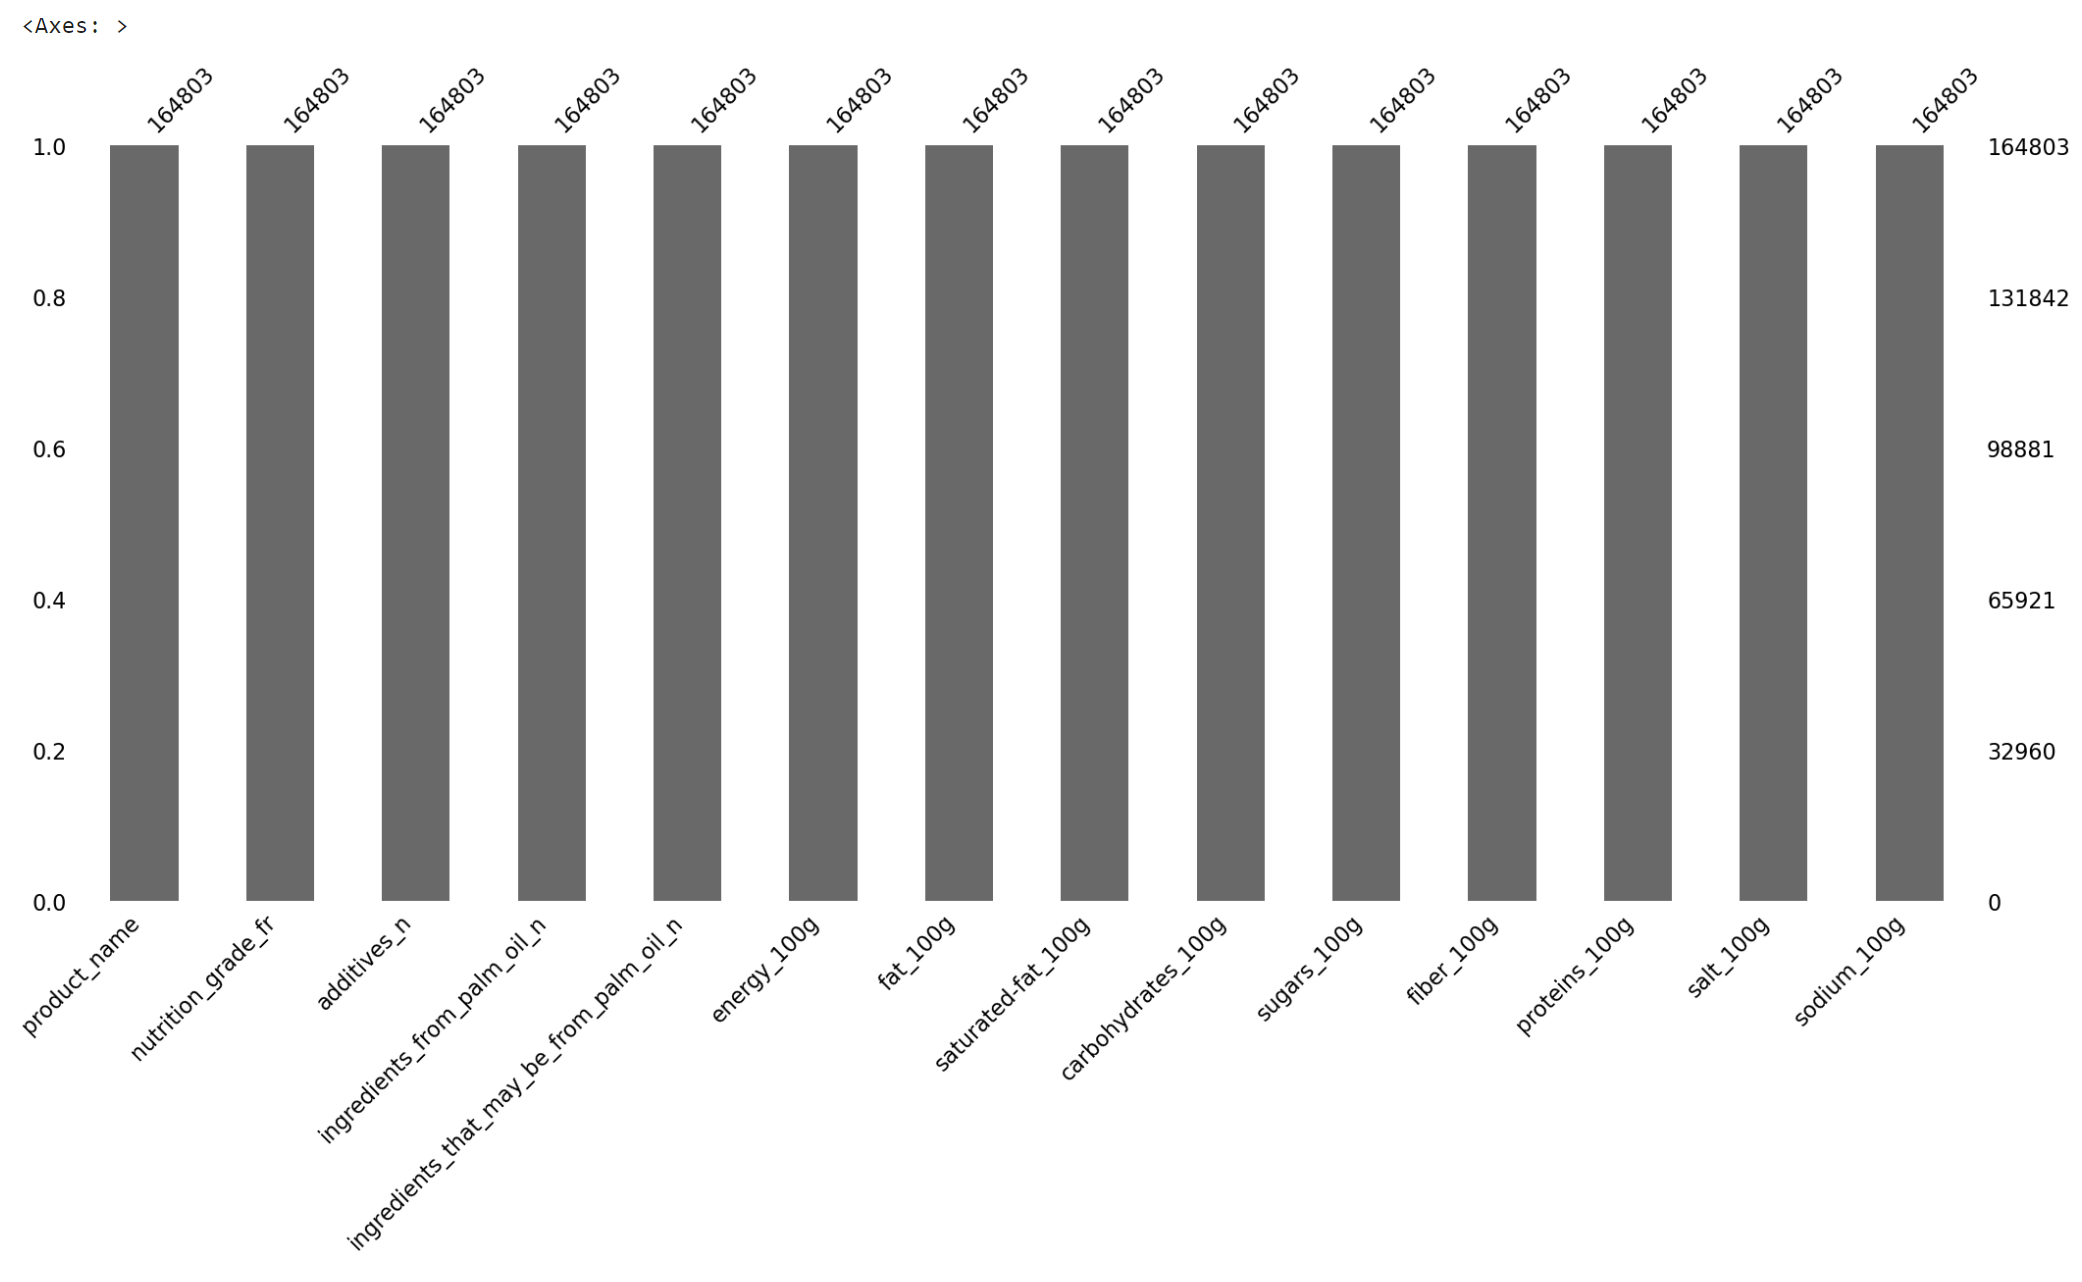 <Axes: >
164803 164803 164803 164803 164803 164803 164803 164803 164803 164803 164803 164803 164803 164803
1.0 164803
0.8 131842
0.6 98881
0.4 65921
0.2 32960
0.0 0
product_name
nutrition_grade_fr
additives_n
ingredients_from_palm_oil_n
ingredients_that_may_be_from_palm_oil_n
energy_100g
fat_100g
saturated-fat_100g
carbohydrates_100g
sugars_100g
fiber_100g
proteins_100g
salt_100g
sodium_100g